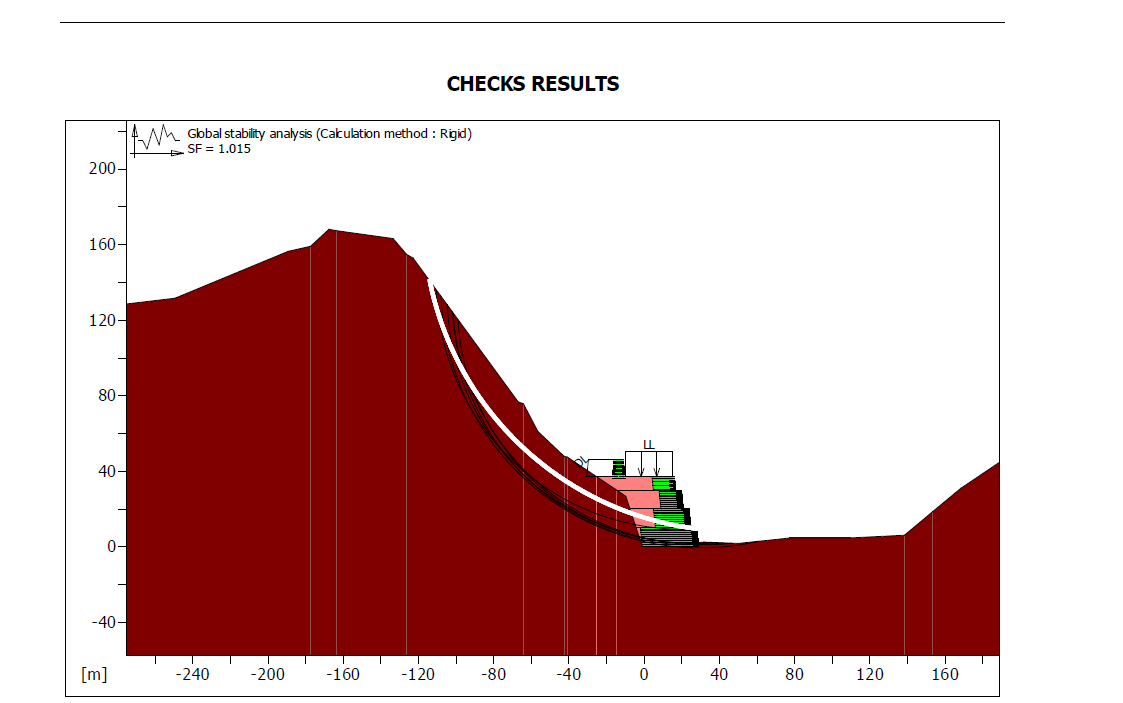 CHECKS RESULTS
Global stability analysis (Calculation method : Rigid)
SF = 1.015
200
160
120
80
40
0
-40
DL
LL
[m]
-240 -200 -160 -120 -80 -40 0 40 80 120 160